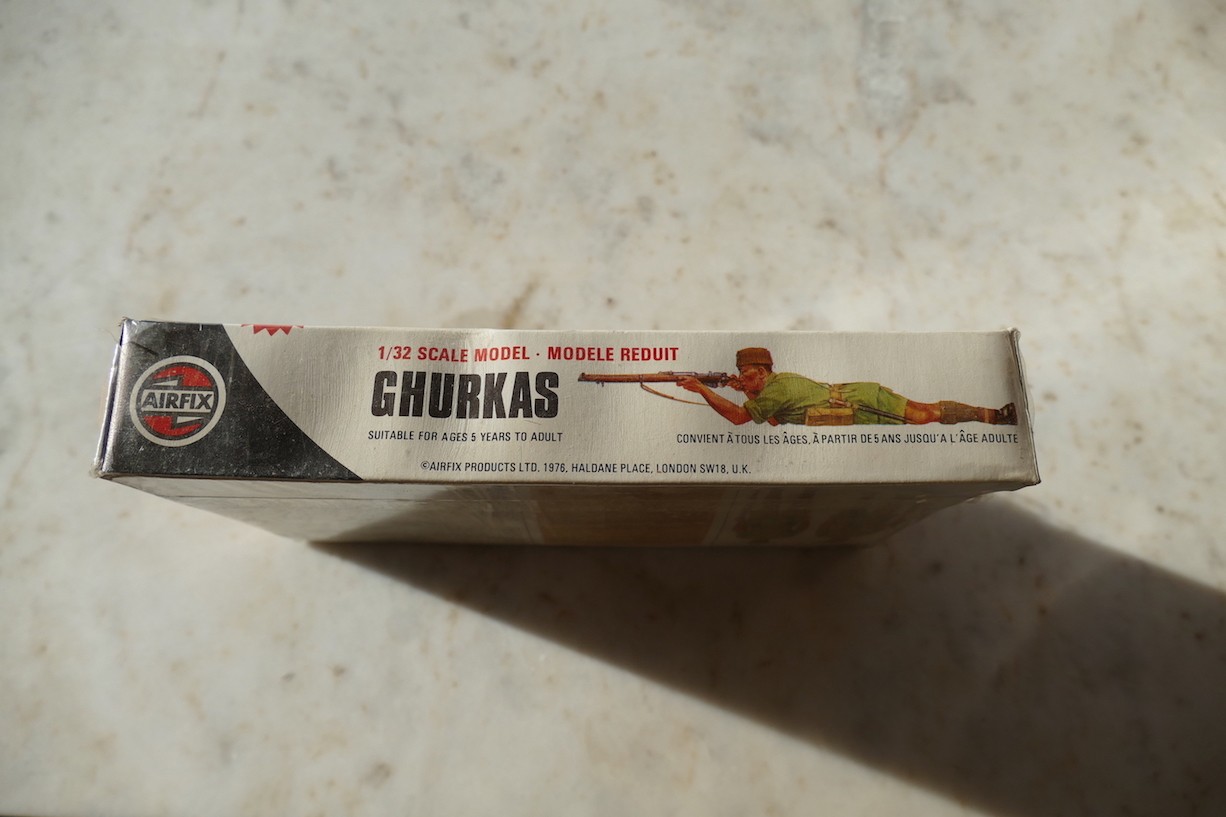 AIRFIX
1/32 SCALE MODEL · MODELE REDUIT
GHURKAS
SUITABLE FOR AGES 5 YEARS TO ADULT
CONVIENT À TOUS LES ÂGES, À PARTIR DE 5 ANS JUSQU'A L'ÂGE ADULTE
©AIRFIX PRODUCTS LTD. 1976, HALDANE PLACE, LONDON SW18, U.K.